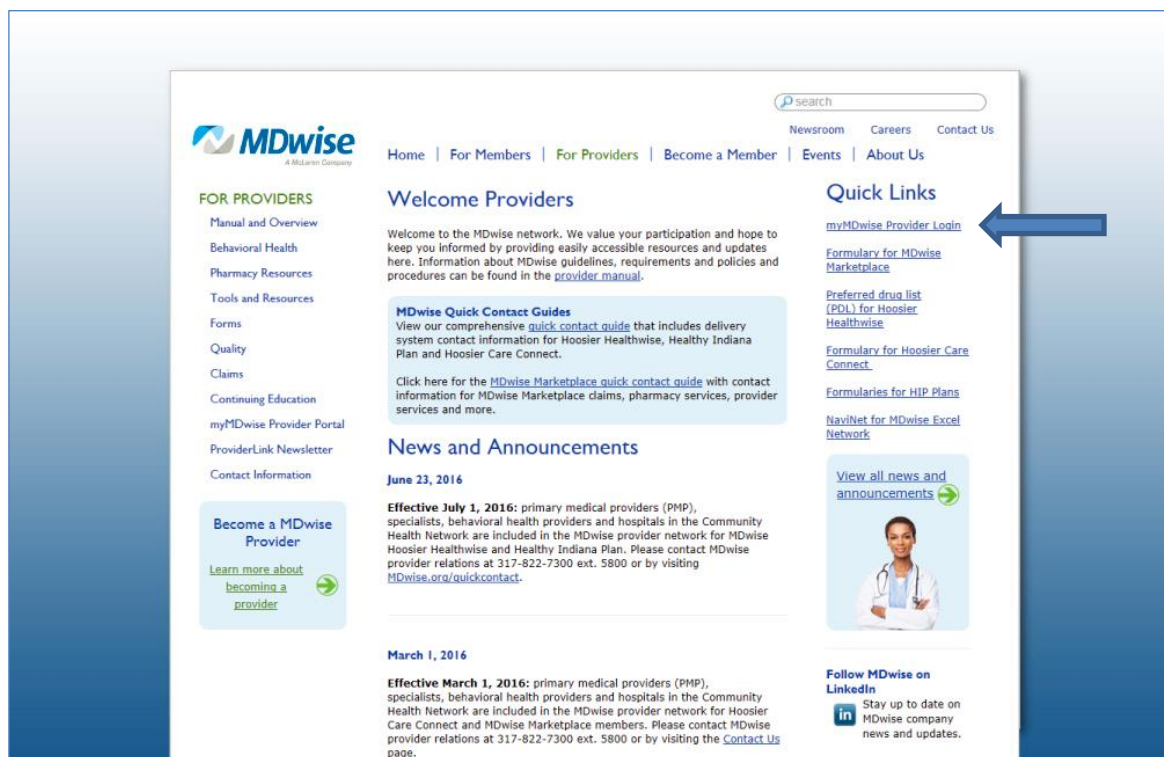 search
Newsroom Careers Contact Us
MDwise
A McLaren Company
Home | For Members | For Providers | Become a Member | Events | About Us
FOR PROVIDERS
Manual and Overview
Behavioral Health
Pharmacy Resources
Tools and Resources
Forms
Quality
Claims
Continuing Education
myMDwise Provider Portal
ProviderLink Newsletter
Contact Information
Become a MDwise
Provider
Learn more about
becoming a
provider
Welcome Providers
Welcome to the MDwise network. We value your participation and hope to
keep you informed by providing easily accessible resources and updates
here. Information about MDwise guidelines, requirements and policies and
procedures can be found in the provider manual.
MDwise Quick Contact Guides
View our comprehensive quick contact guide that includes delivery
system contact information for Hoosier Healthwise, Healthy Indiana
Plan and Hoosier Care Connect.
Click here for the MDwise Marketplace quick contact guide with contact
information for MDwise Marketplace claims, pharmacy services, provider
services and more.
News and Announcements
June 23, 2016
Effective July 1, 2016: primary medical providers (PMP),
specialists, behavioral health providers and hospitals in the Community
Health Network are included in the MDwise provider network for MDwise
Hoosier Healthwise and Healthy Indiana Plan. Please contact MDwise
provider relations at 317-822-7300 ext. 5800 or by visiting
MDwise.org/quickcontact.
March 1, 2016
Effective March 1, 2016: primary medical providers (PMP),
specialists, behavioral health providers and hospitals in the Community
Health Network are included in the MDwise provider network for Hoosier
Care Connect and MDwise Marketplace members. Please contact MDwise
provider relations at 317-822-7300 ext. 5800 or by visiting the Contact Us
page.
Quick Links
myMDwise Provider Login
Formulary for MDwise
Marketplace
Preferred drug list
(PDL) for Hoosier
Healthwise
Formulary for Hoosier Care
Connect
Formularies for HIP Plans
NaviNet for MDwise Excel
Network
View all news and
announcements
Follow MDwise on
LinkedIn
in
Stay up to date on
MDwise company
news and updates.